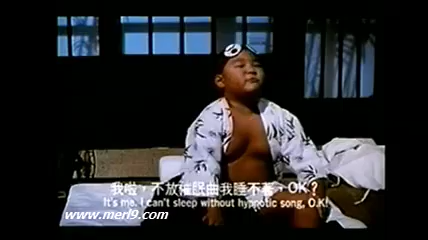 我啦，不放催眠曲我睡不著，OK？
It's me. I can't sleep without hypnotic song, O.K!
www.merl9.com